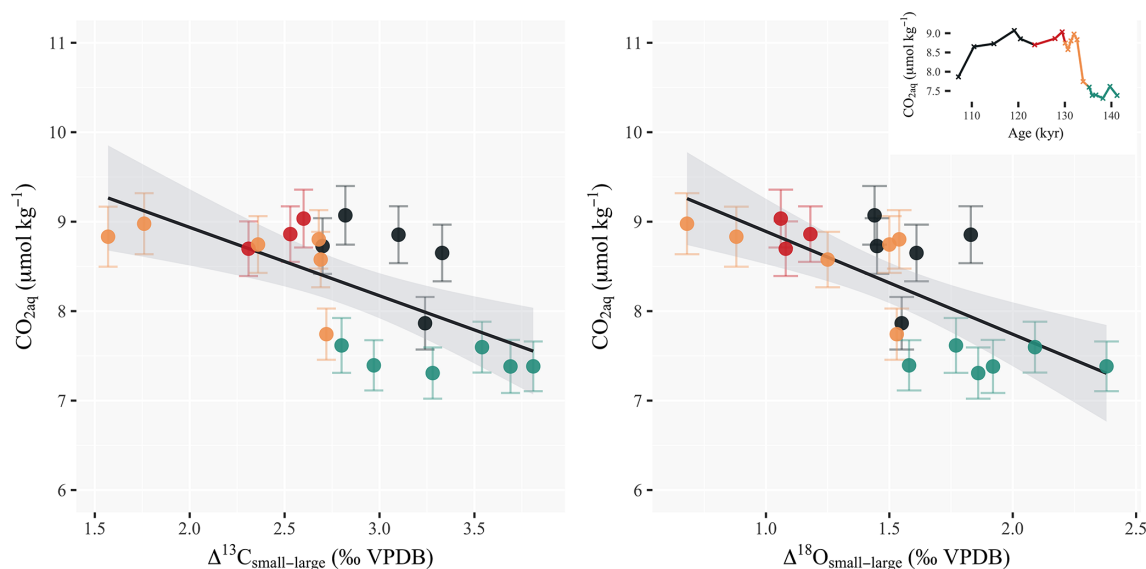 11
10
9
8
7
6
CO2aq (μmol kg−1)
1.5 2.0 2.5 3.0 3.5
Δ13Csmall−large (‰ VPDB)
CO2aq (μmol kg−1)
11
10
9
8
7
6
1.0 1.5 2.0 2.5
Δ18Osmall−large (‰ VPDB)
CO2aq (μmol kg−1)
9.0
8.5
8.0
7.5
110 120 130 140
Age (kyr)